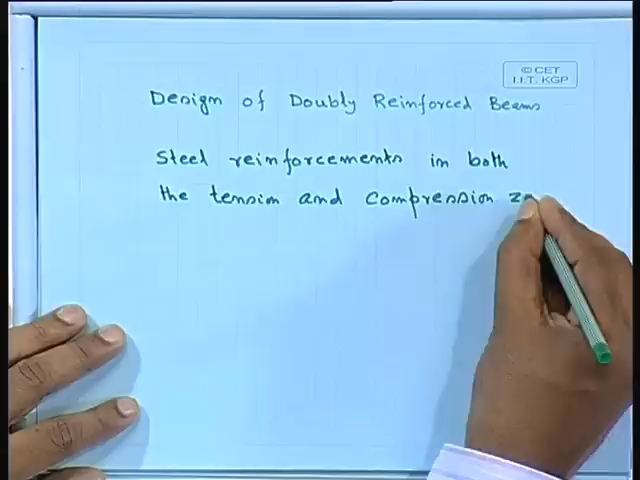 © CET
I.I.T. KGP
Design of Doubly Reinforced Beams
Steel reinforcements in both
the tension and compression